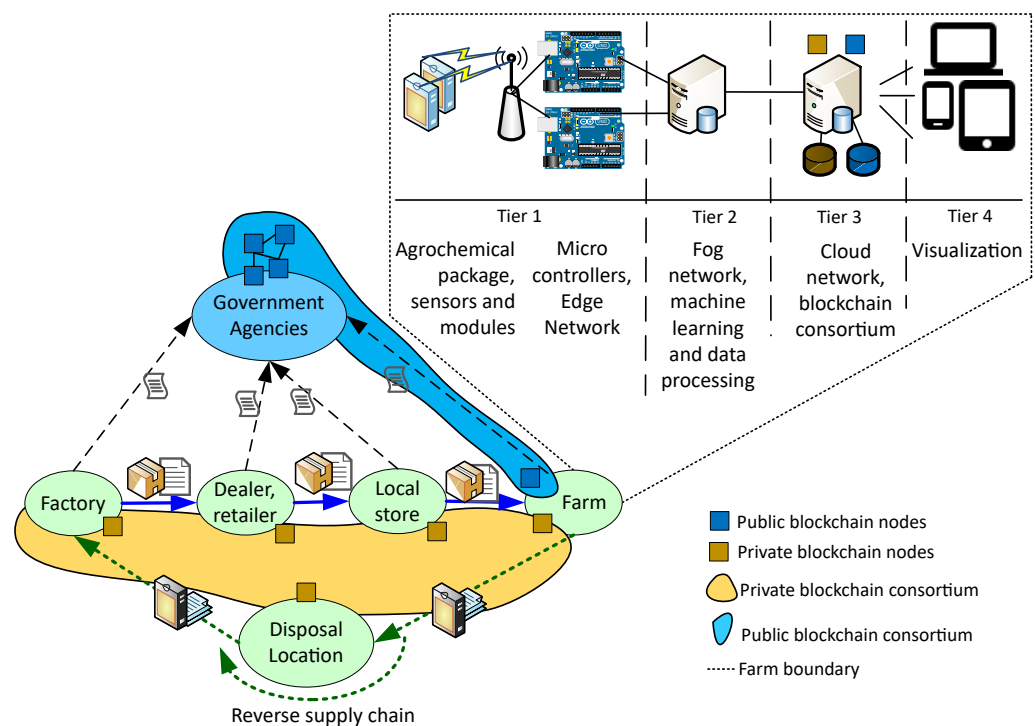 Tier 1
Tier 2
Tier 3
Tier 4
Agrochemical
package,
sensors and
modules
Micro
controllers,
Edge
Network
Fog
network,
machine
learning
and data
processing
Cloud
network,
blockchain
consortium
Visualization
Government
Agencies
Factory
Dealer,
retailer
Local
store
Farm
Disposal
Location
Reverse supply chain
Public blockchain nodes
Private blockchain nodes
Private blockchain consortium
Public blockchain consortium
Farm boundary